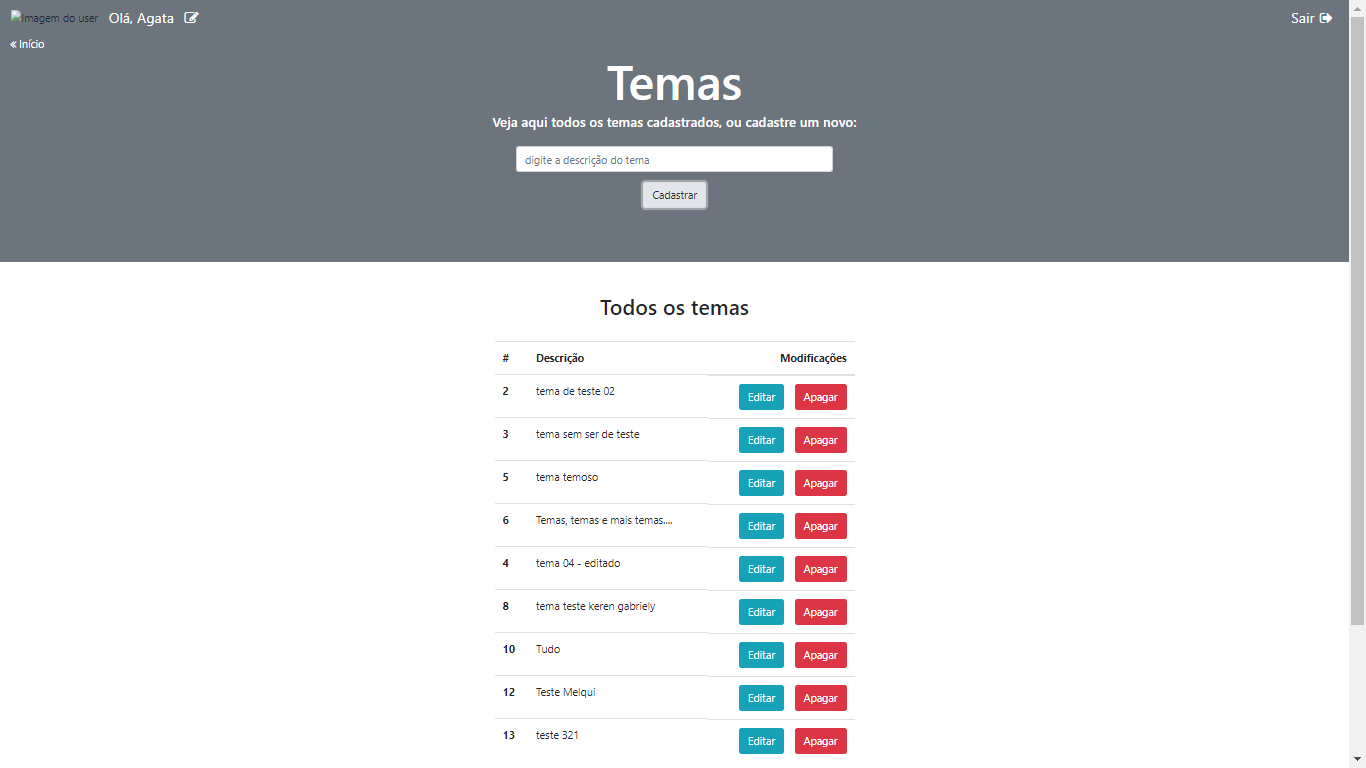 Imagem do user Olá, Agata Sair
« Início
Temas
Veja aqui todos os temas cadastrados, ou cadastre um novo:
digite a descrição do tema
Cadastrar
Todos os temas
# Descrição Modificações
2 tema de teste 02 Editar Apagar
3 tema sem ser de teste Editar Apagar
5 tema temoso Editar Apagar
6 Temas, temas e mais temas.... Editar Apagar
4 tema 04 - editado Editar Apagar
8 tema teste keren gabriely Editar Apagar
10 Tudo Editar Apagar
12 Teste Melqui Editar Apagar
13 teste 321 Editar Apagar